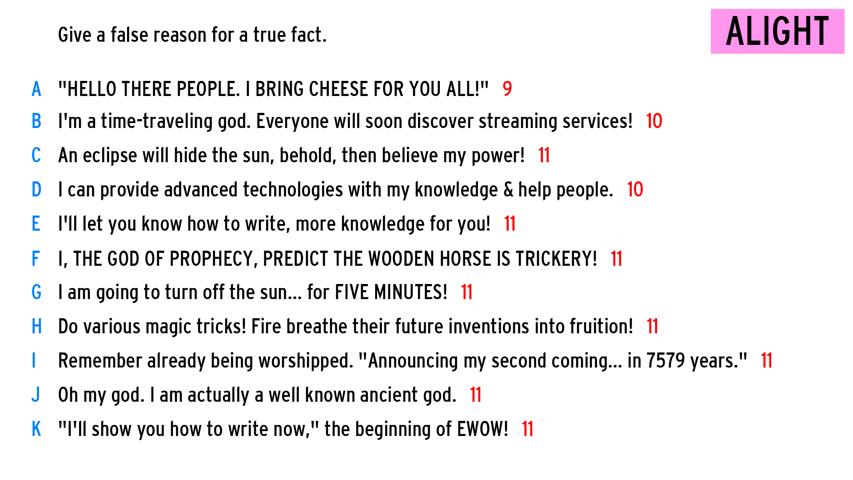 Give a false reason for a true fact.
ALIGHT
A "HELLO THERE PEOPLE. I BRING CHEESE FOR YOU ALL!" 9
B I'm a time-traveling god. Everyone will soon discover streaming services! 10
C An eclipse will hide the sun, behold, then believe my power! 11
D I can provide advanced technologies with my knowledge & help people. 10
E I'll let you know how to write, more knowledge for you! 11
F I, THE GOD OF PROPHECY, PREDICT THE WOODEN HORSE IS TRICKERY! 11
G I am going to turn off the sun... for FIVE MINUTES! 11
H Do various magic tricks! Fire breathe their future inventions into fruition! 11
I Remember already being worshipped. "Announcing my second coming... in 7579 years." 11
J Oh my god. I am actually a well known ancient god. 11
K "I'll show you how to write now," the beginning of EWOW! 11